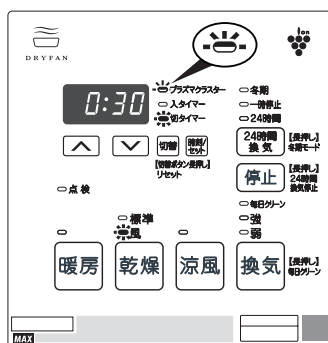 ion
DRYFAN
プラズマクラスター
入タイマー
切タイマー
0:30
切替
時刻/セット
【切替ボタン長押し】
リセット
冬期
一時停止
24時間
24時間
換気
【長押し】
冬期モード
停止
【長押し】
24時間
換気停止
点検
毎日クリーン
標準
風
強
弱
暖房
乾燥
涼風
換気
【長押し】
毎日クリーン
MAX